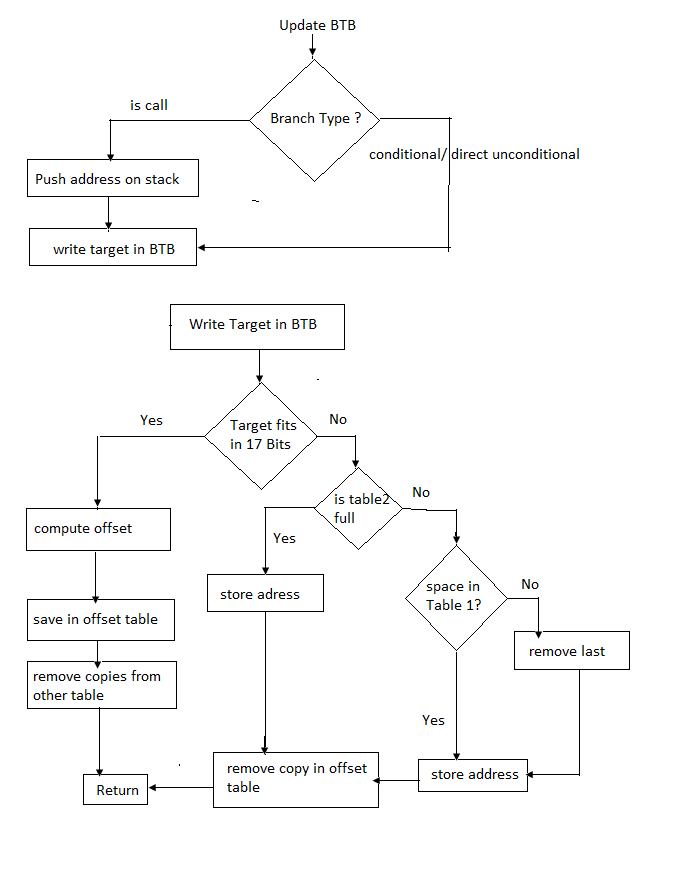 Update BTB
is call
Branch Type ?
conditional/ direct unconditional
Push address on stack
write target in BTB
Write Target in BTB
Yes
Target fits
in 17 Bits
No
is table2
full
No
compute offset
Yes
store adress
space in
Table 1?
No
save in offset table
remove last
remove copies from
other table
Yes
remove copy in offset
table
store address
Return